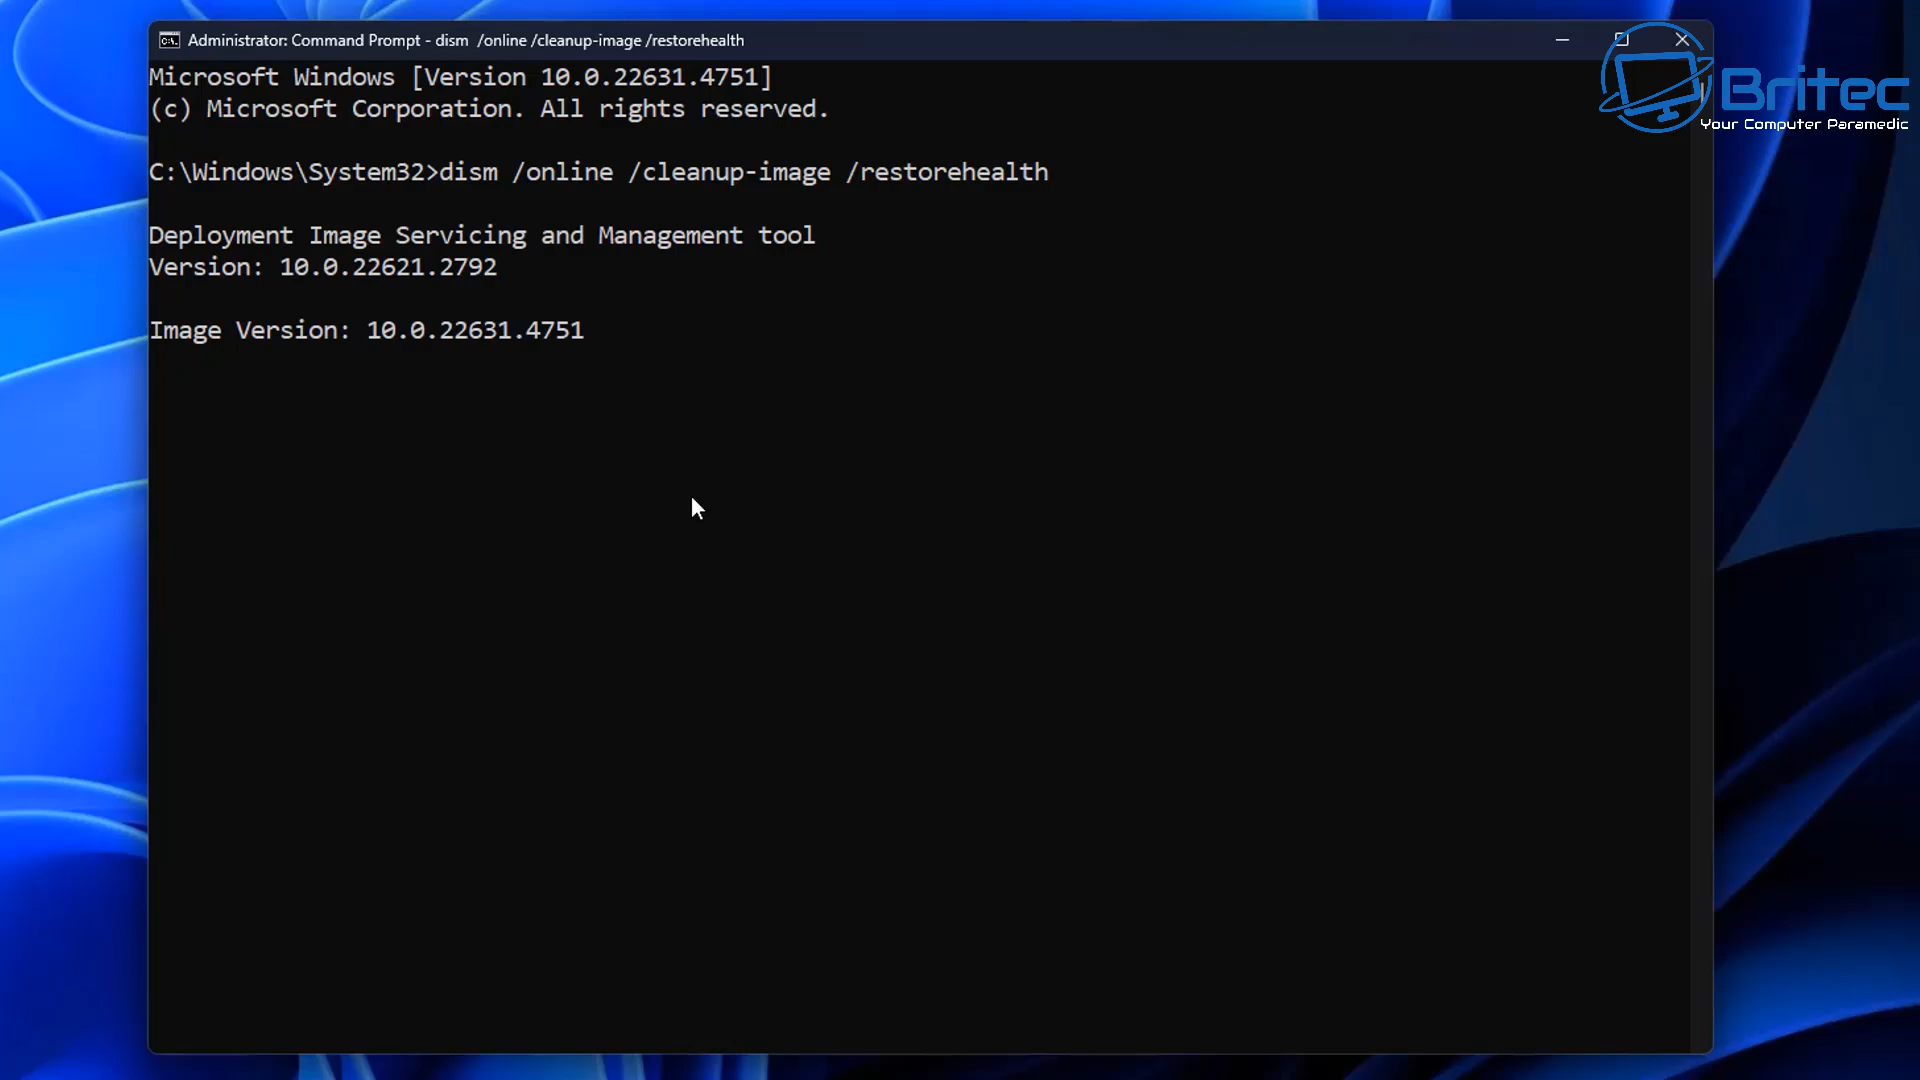 Administrator: Command Prompt - dism  /online /cleanup-image /restorehealth
Microsoft Windows [Version 10.0.22631.4751]
(c) Microsoft Corporation. All rights reserved.
C:\Windows\System32>dism /online /cleanup-image /restorehealth
Deployment Image Servicing and Management tool
Version: 10.0.22621.2792
Image Version: 10.0.22631.4751
Britec
Your Computer Paramedic